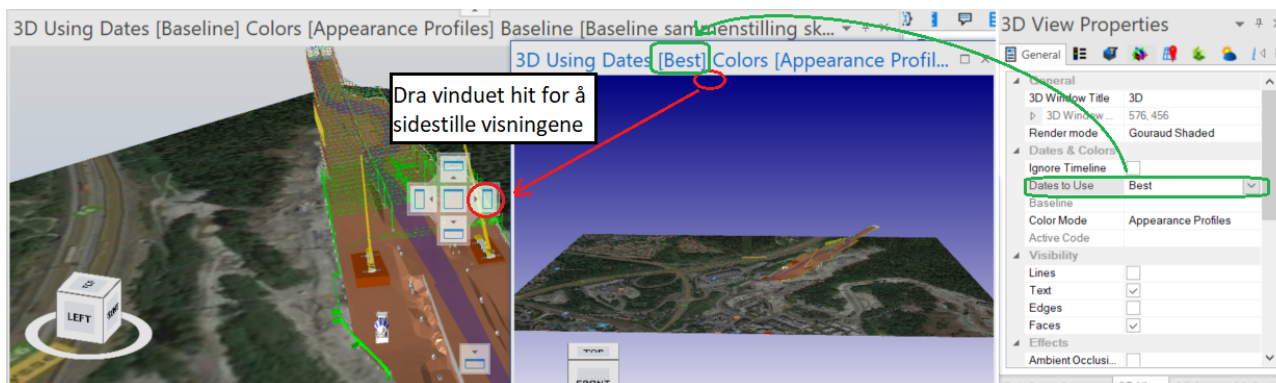 3D Using Dates [Baseline] Colors [Appearance Profiles] Baseline [Baseline sammenstilling sk...
3D Using Dates [Best] Colors [Appearance Profil...
Dra vinduet hit for å
sidestille visningene
LEFT
TOP
FRONT
3D View Properties
General
General
3D Window Title 3D
3D Window ... 576, 456
Render mode Gouraud Shaded
Dates & Colors
Ignore Timeline
Dates to Use Best
Baseline
Color Mode Appearance Profiles
Active Code
Visibility
Lines
Text
Edges
Faces
Effects
Ambient Occlusi...